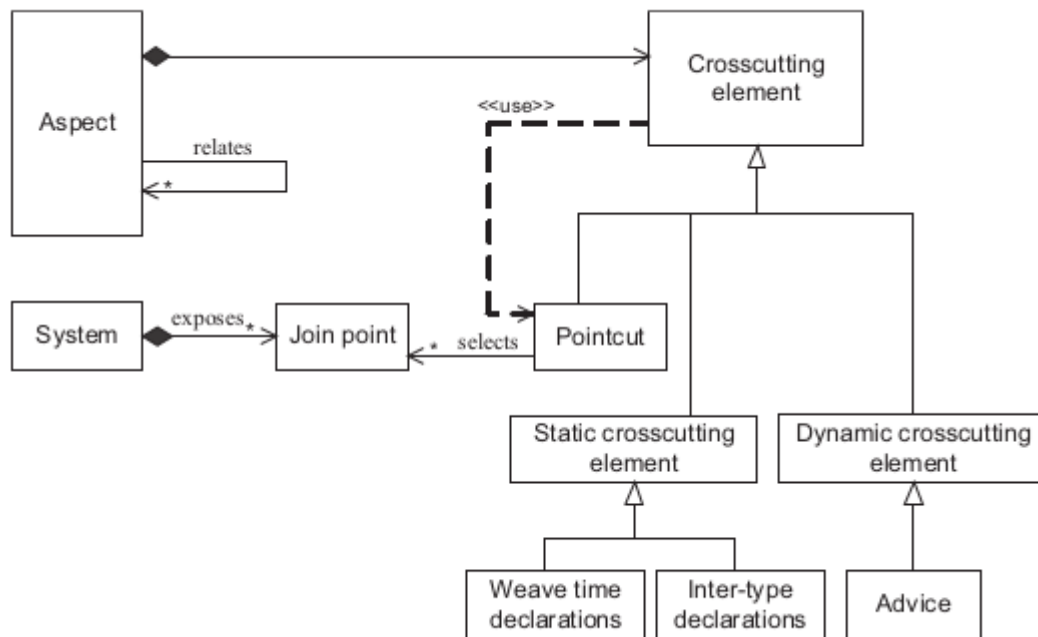 Crosscutting
element
<<use>>
Aspect
relates
*
System
exposes
*
Join point
*
selects
Pointcut
Static crosscutting
element
Dynamic crosscutting
element
Weave time
declarations
Inter-type
declarations
Advice